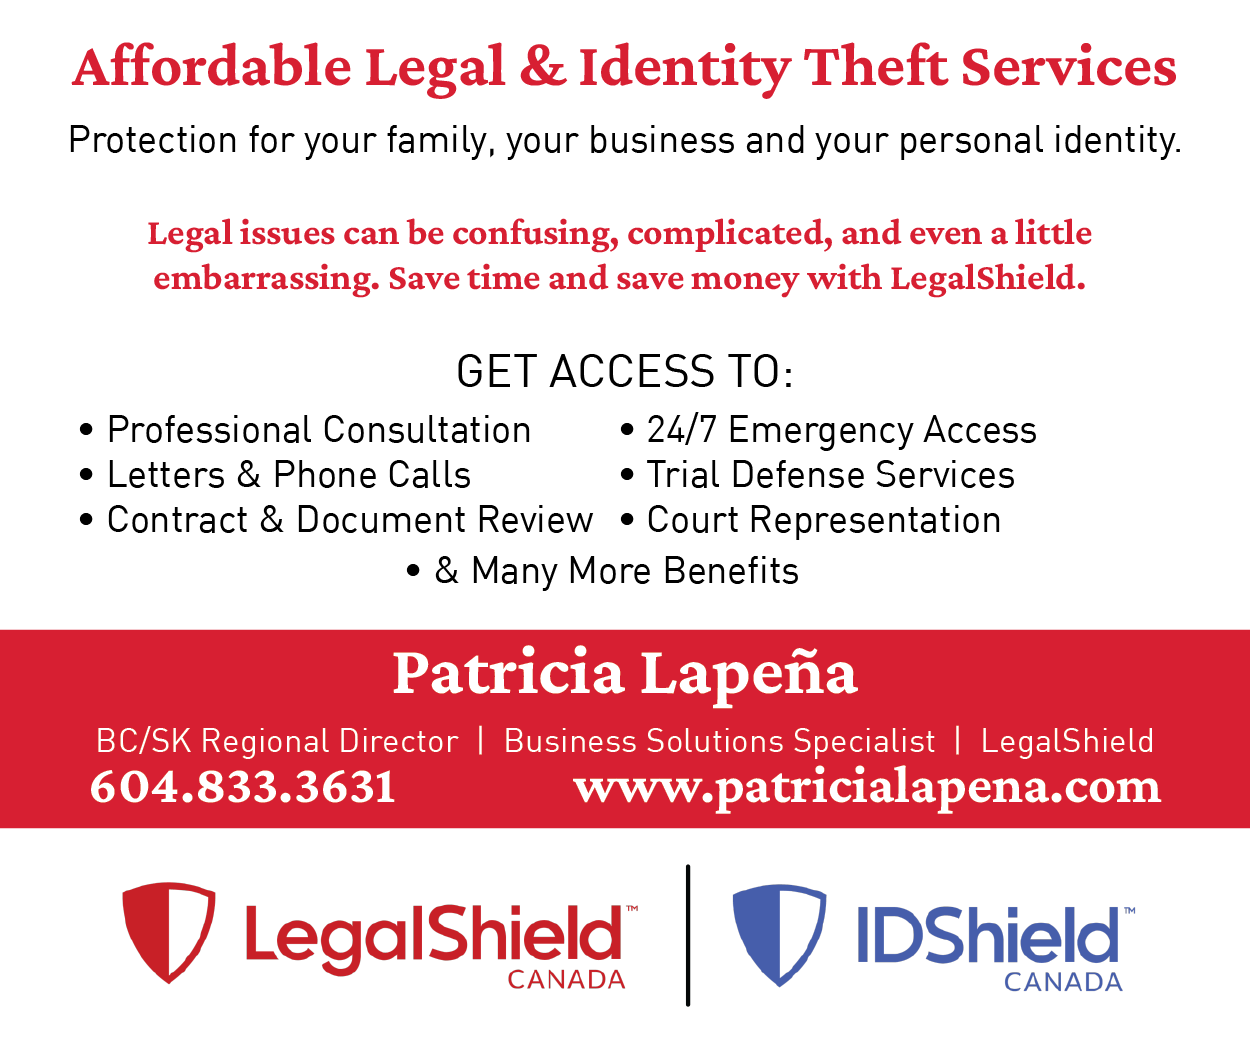 Affordable Legal & Identity Theft Services
Protection for your family, your business and your personal identity.
Legal issues can be confusing, complicated, and even a little
embarrassing. Save time and save money with LegalShield.
GET ACCESS TO:
• Professional Consultation
• Letters & Phone Calls
• Contract & Document Review
• 24/7 Emergency Access
• Trial Defense Services
• Court Representation
• & Many More Benefits
Patricia Lapeña
BC/SK Regional Director | Business Solutions Specialist | LegalShield
604.833.3631 www.patricialapena.com
LegalShield™
CANADA
IDShield™
CANADA